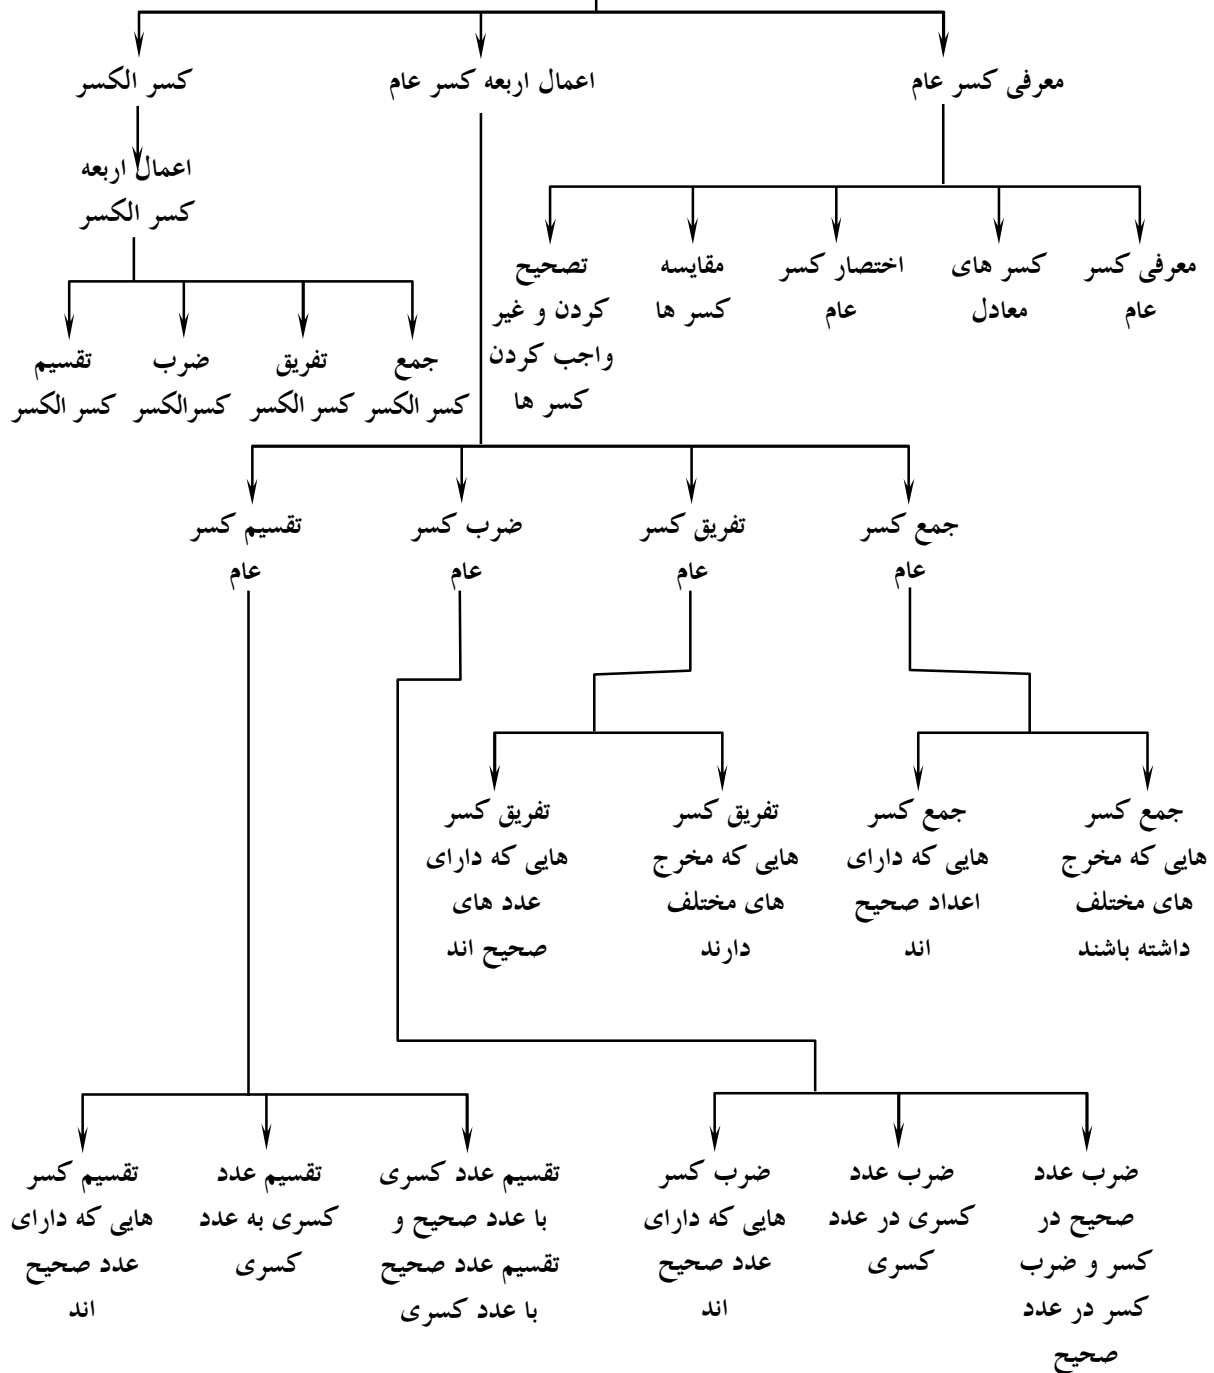 معرفی کسر عام
اعمال اربعه کسر عام
کسر الکسر
اعمال اربعه
کسر الکسر
معرفی کسر
عام
کسر های
معادل
اختصار کسر
عام
مقایسه
کسر ها
تصحیح
کردن و غیر
واجب کردن
کسر ها
جمع
کسر الکسر
تفریق
کسر الکسر
ضرب
کسرالکسر
تقسیم
کسر الکسر
جمع کسر
عام
تفریق کسر
عام
ضرب کسر
عام
تقسیم کسر
عام
جمع کسر
هایی که مخرج
های مختلف
داشته باشند
جمع کسر
هایی که دارای
اعداد صحیح
اند
تفریق کسر
هایی که مخرج
های مختلف
دارند
تفریق کسر
هایی که دارای
عدد های
صحیح اند
ضرب عدد
صحیح در
کسر و ضرب
کسر در عدد
صحیح
ضرب عدد
کسری در عدد
کسری
ضرب کسر
هایی که دارای
عدد صحیح
اند
تقسیم عدد کسری
با عدد صحیح و
تقسیم عدد صحیح
با عدد کسری
تقسیم عدد
کسری به عدد
کسری
تقسیم کسر
هایی که دارای
عدد صحیح
اند